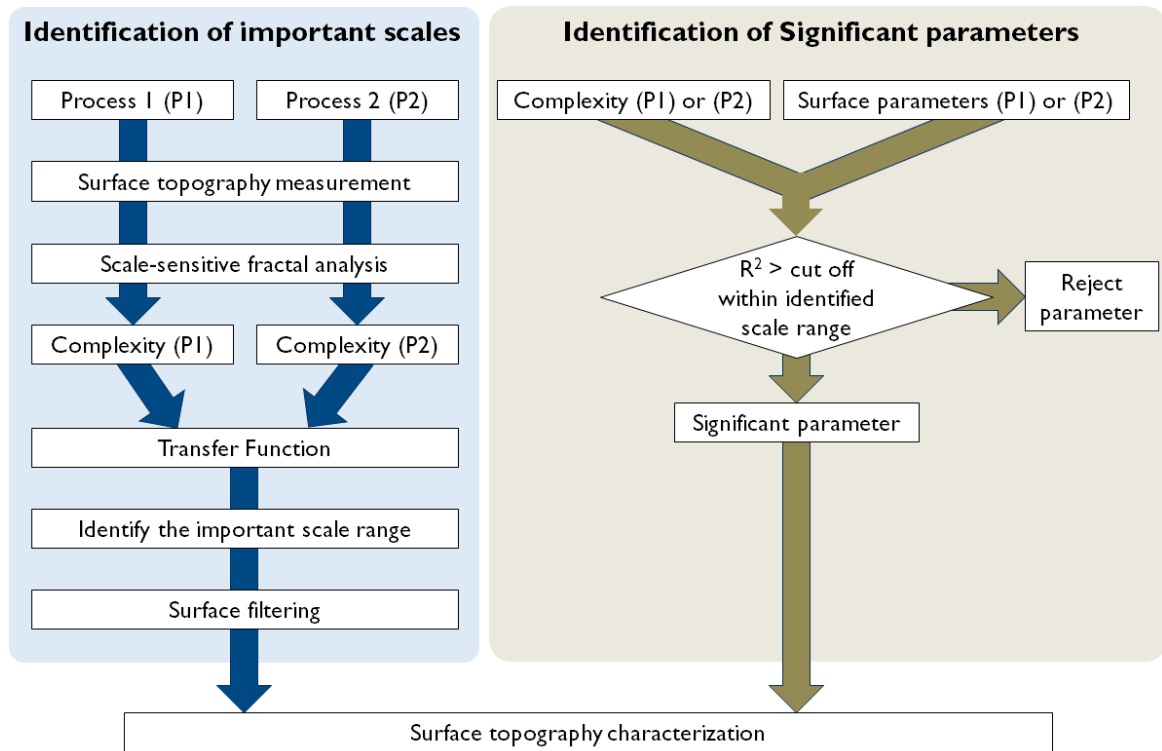 Identification of important scales
Process 1 (P1)
Process 2 (P2)
Surface topography measurement
Scale-sensitive fractal analysis
Complexity (P1)
Complexity (P2)
Transfer Function
Identify the important scale range
Surface filtering
Identification of Significant parameters
Complexity (P1) or (P2)
Surface parameters (P1) or (P2)
R² > cut off
within identified
scale range
Reject
parameter
Significant parameter
Surface topography characterization